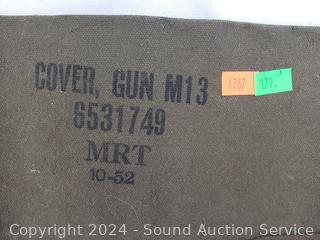 COVER, GUN M13
4767
179.
6531749
MRT
10-52
Copyright © 2024 - Sound Auction Service